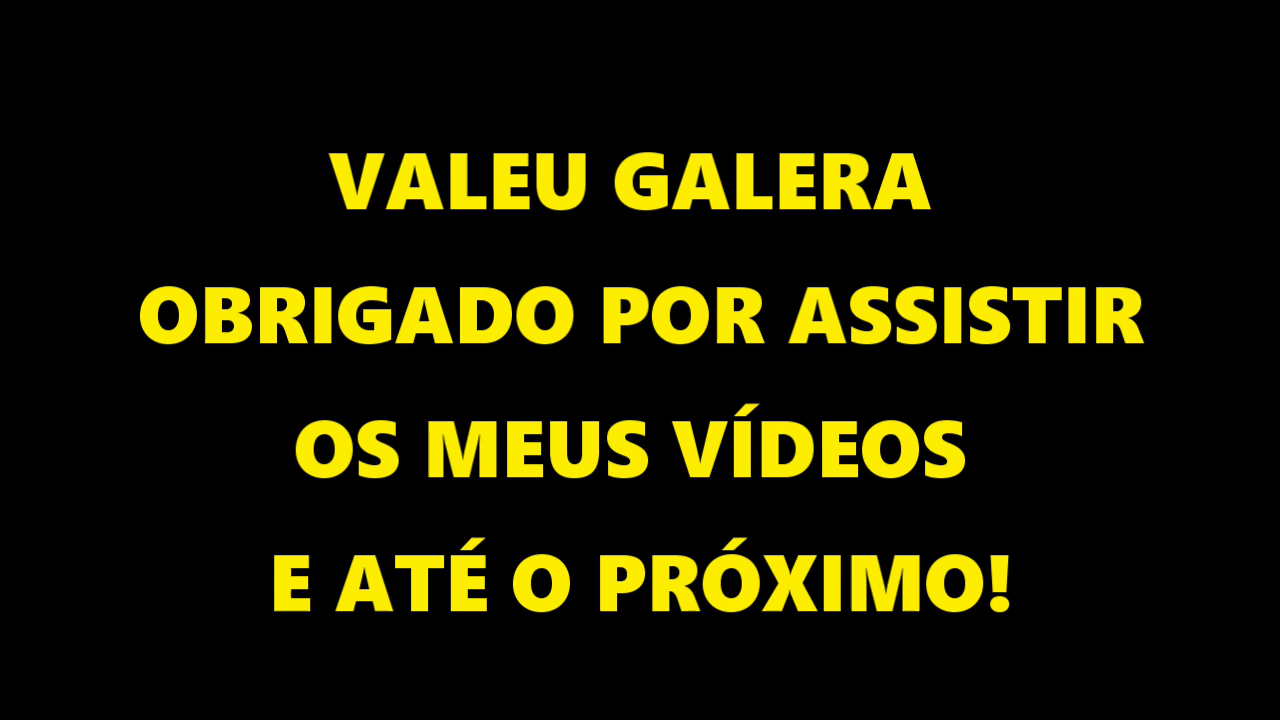 VALEU GALERA
OBRIGADO POR ASSISTIR
OS MEUS VÍDEOS
E ATÉ O PRÓXIMO!